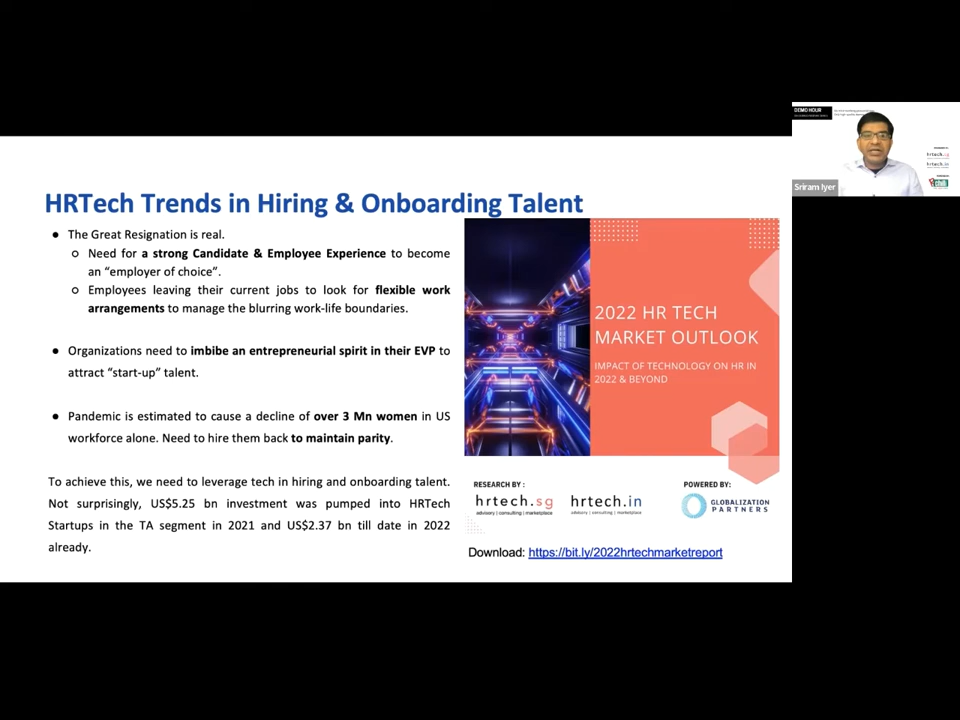 HRTech Trends in Hiring & Onboarding Talent
● The Great Resignation is real.
○ Need for a strong Candidate & Employee Experience to become
an “employer of choice”.
○ Employees leaving their current jobs to look for flexible work
arrangements to manage the blurring work-life boundaries.
● Organizations need to imbibe an entrepreneurial spirit in their EVP to
attract “start-up” talent.
● Pandemic is estimated to cause a decline of over 3 Mn women in US
workforce alone. Need to hire them back to maintain parity.
To achieve this, we need to leverage tech in hiring and onboarding talent.
Not surprisingly, US$5.25 bn investment was pumped into HRTech
Startups in the TA segment in 2021 and US$2.37 bn till date in 2022
already.
2022 HR TECH
MARKET OUTLOOK
IMPACT OF TECHNOLOGY ON HR IN
2022 & BEYOND
RESEARCH BY :
hrtech.sg
advisory | consulting | marketplace
hrtech.in
advisory | consulting | marketplace
POWERED BY:
GLOBALIZATION
PARTNERS
Download: https://bit.ly/2022hrtechmarketreport
DEMO HOUR
hrtech.sg
hrtech.in
Sriram Iyer